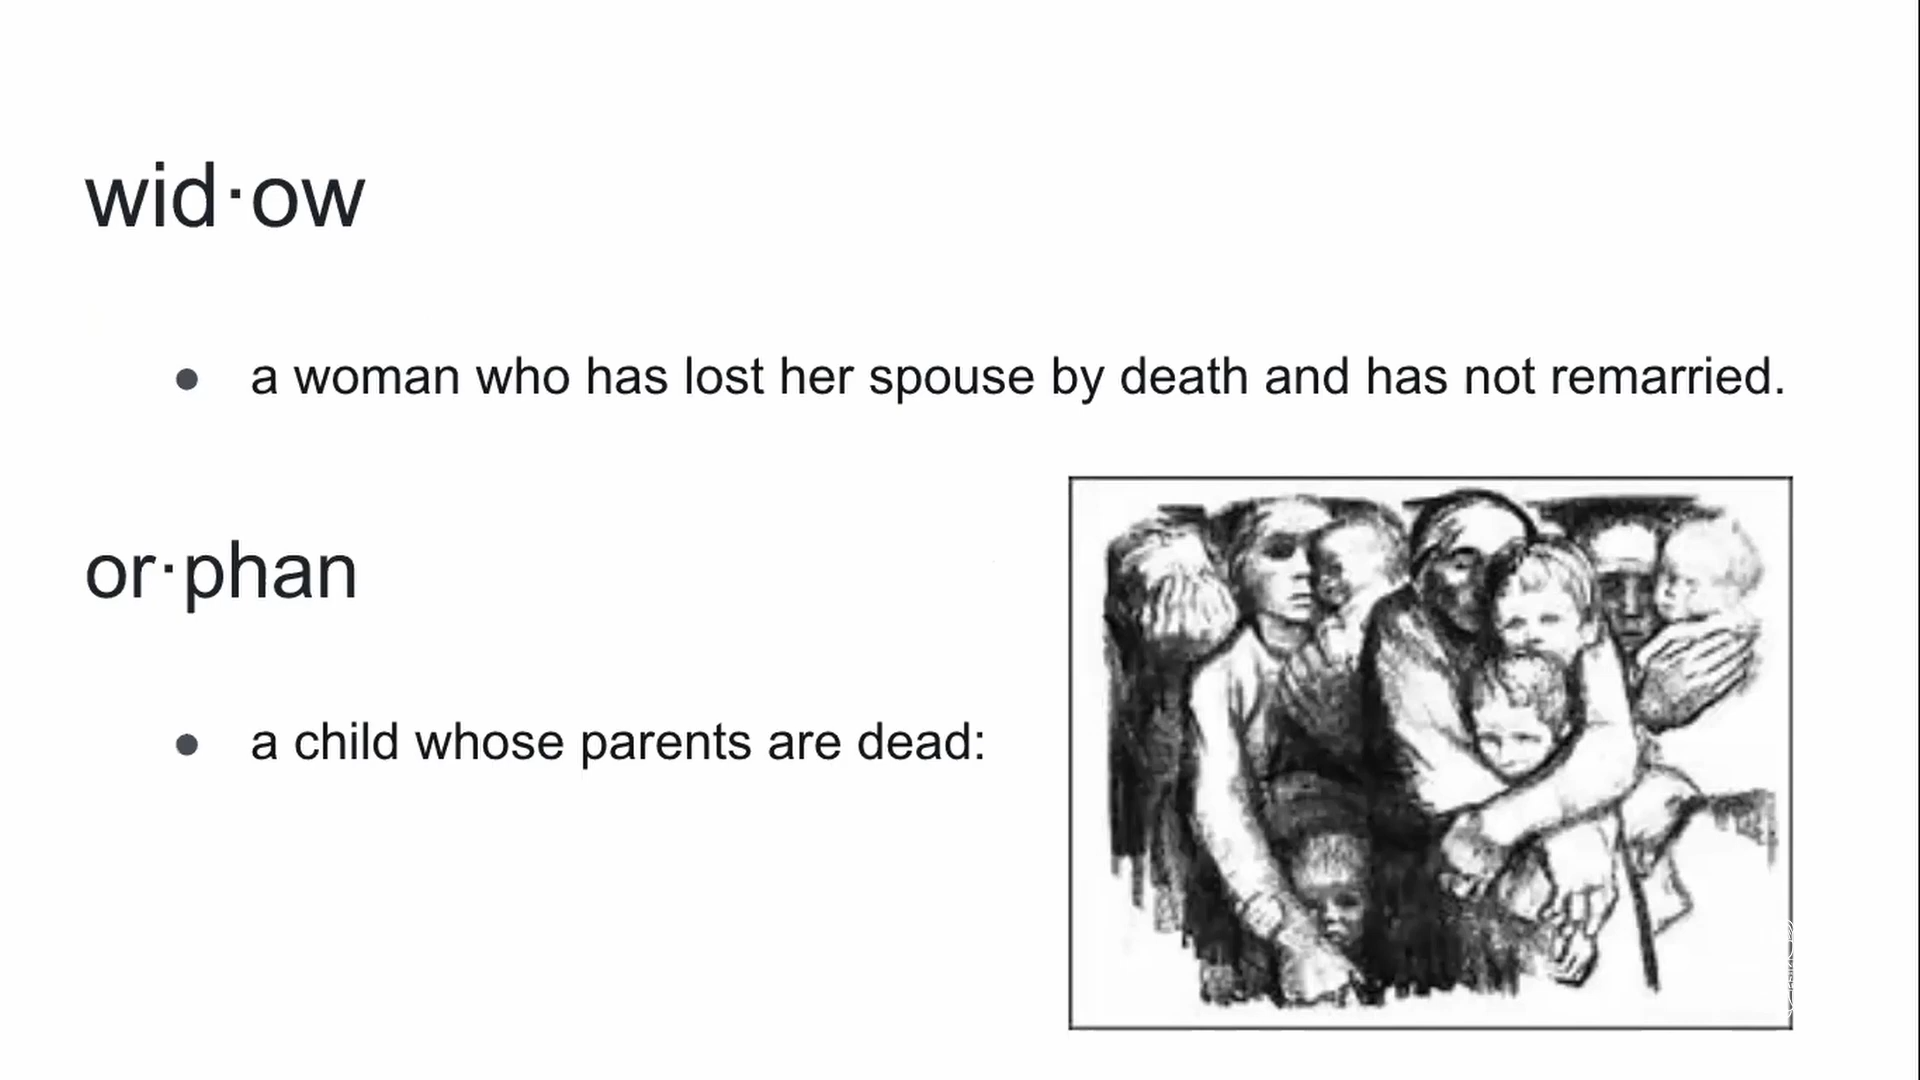 wid·ow
● a woman who has lost her spouse by death and has not remarried.
or·phan
● a child whose parents are dead: